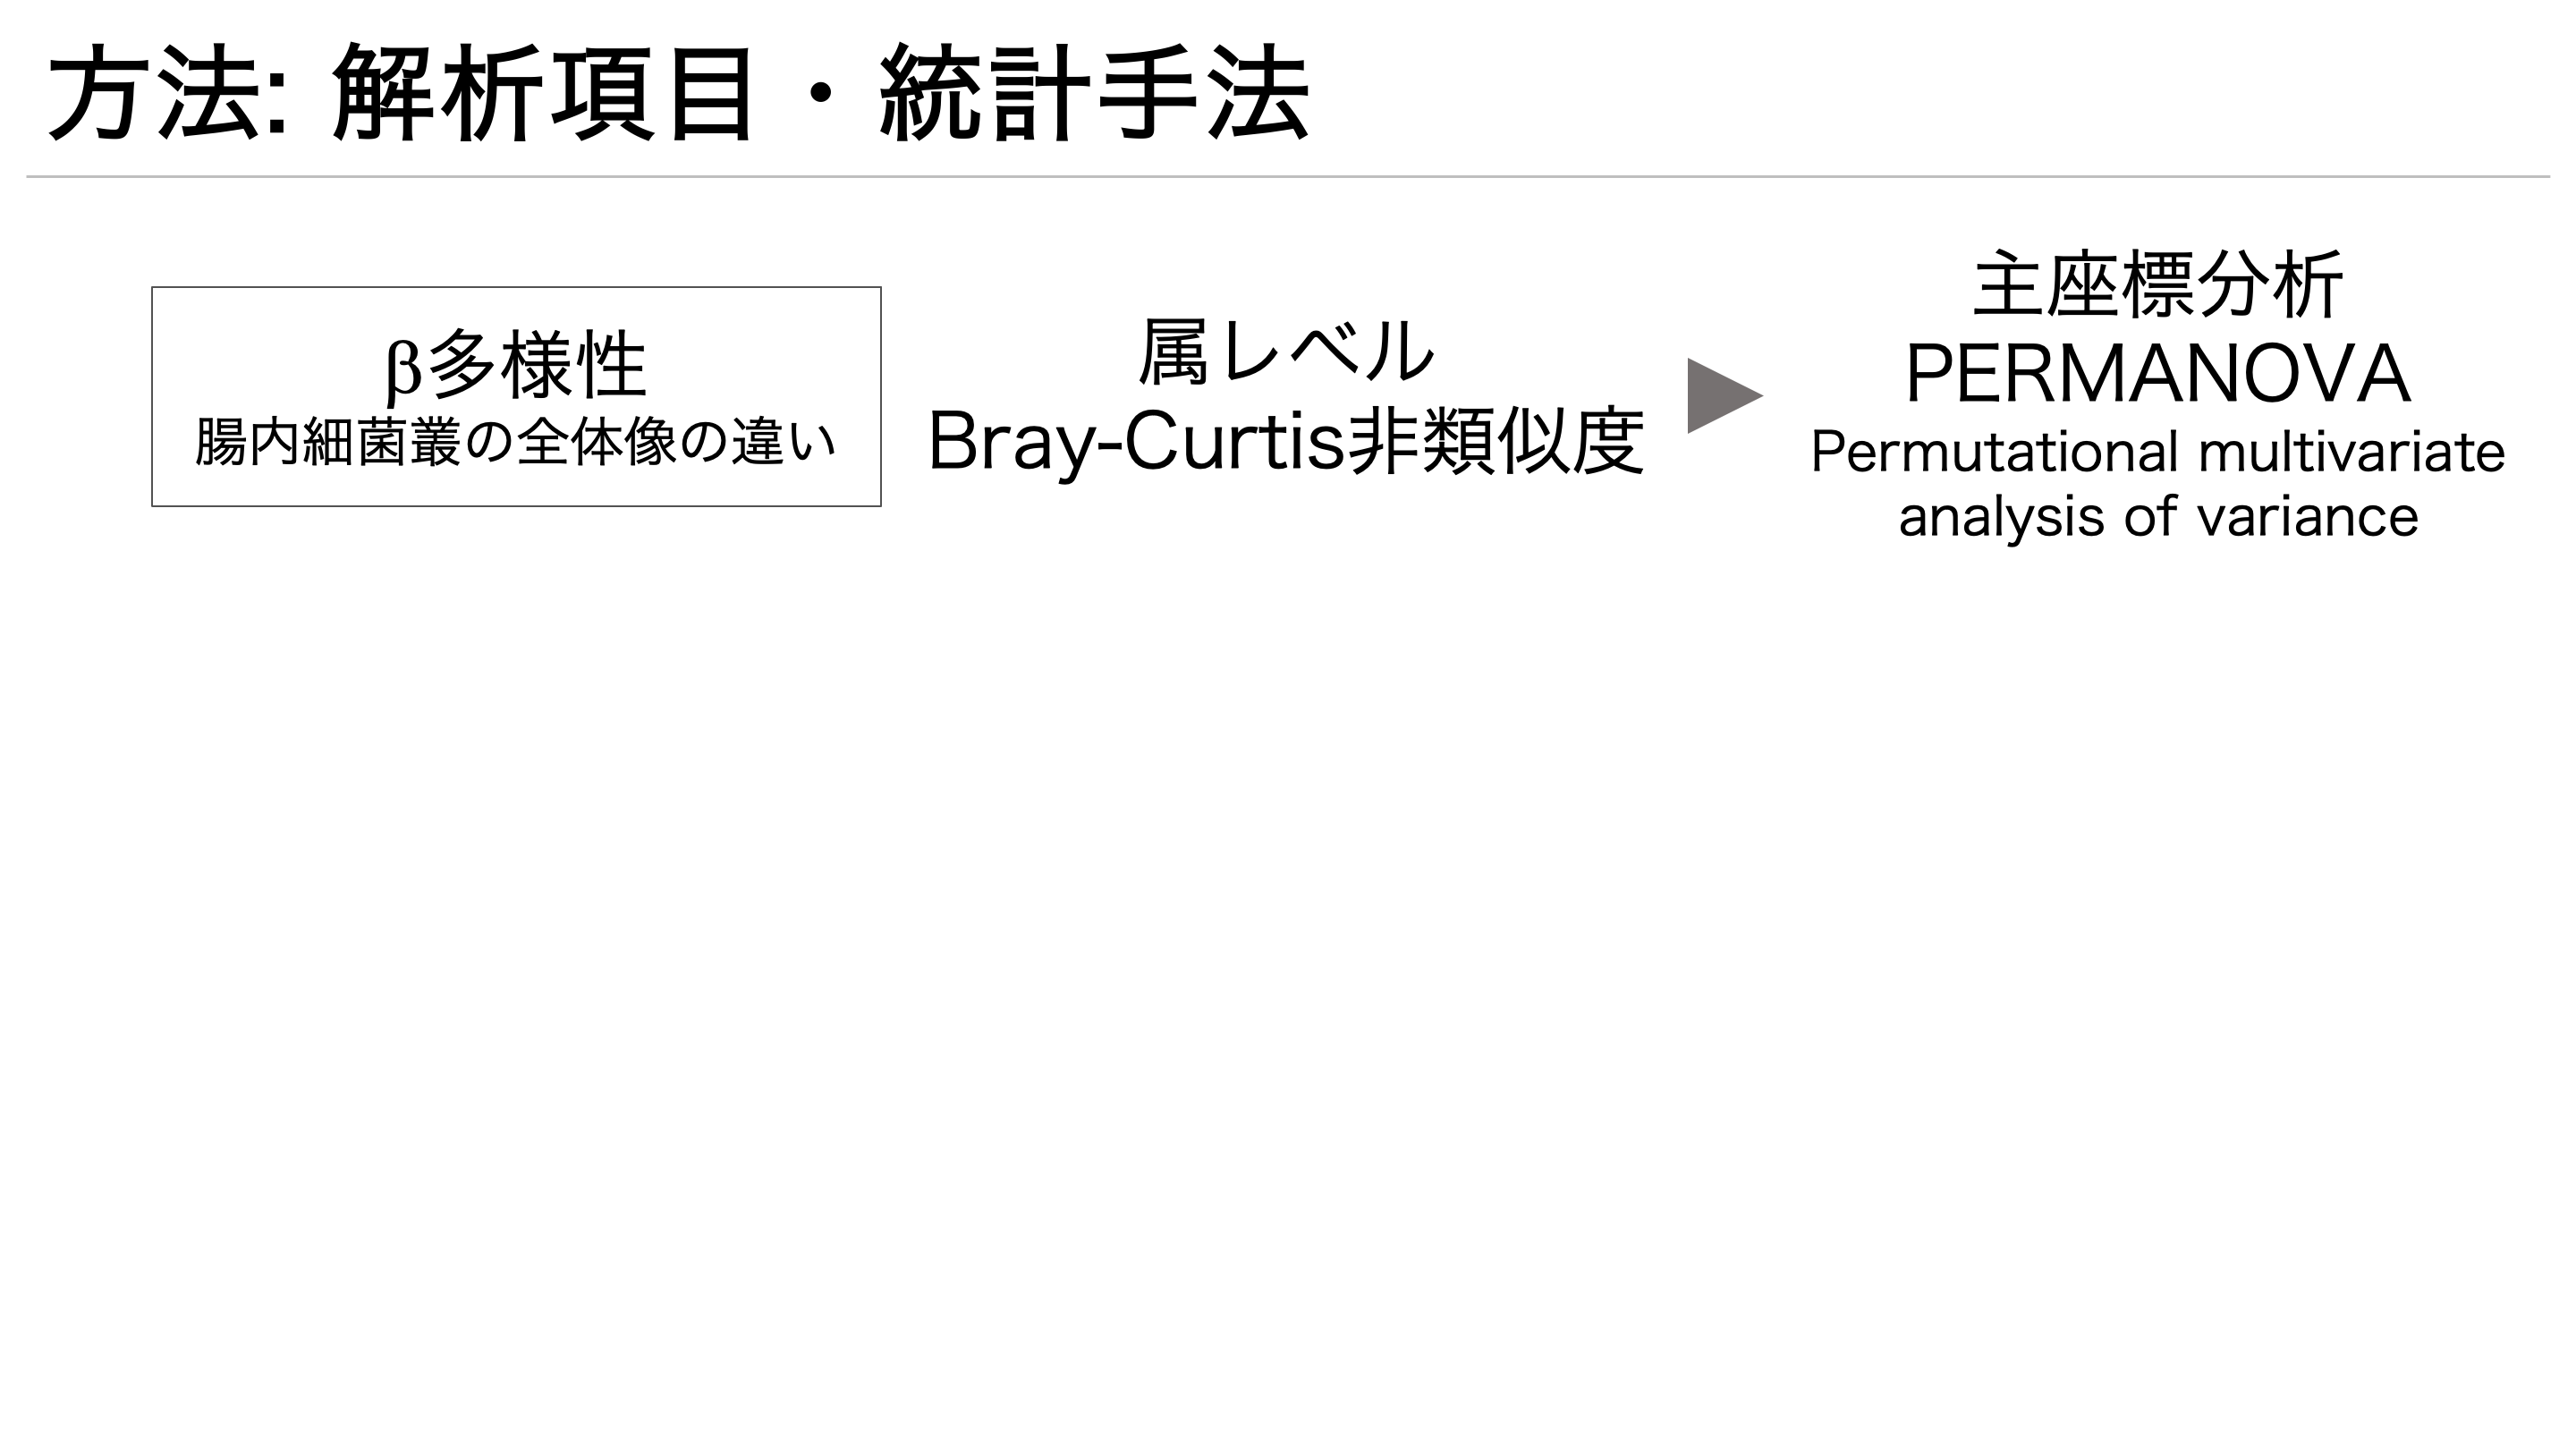 方法: 解析項目・統計手法
β多様性
腸内細菌叢の全体像の違い
属レベル
Bray-Curtis非類似度
主座標分析
PERMANOVA
Permutational multivariate
analysis of variance